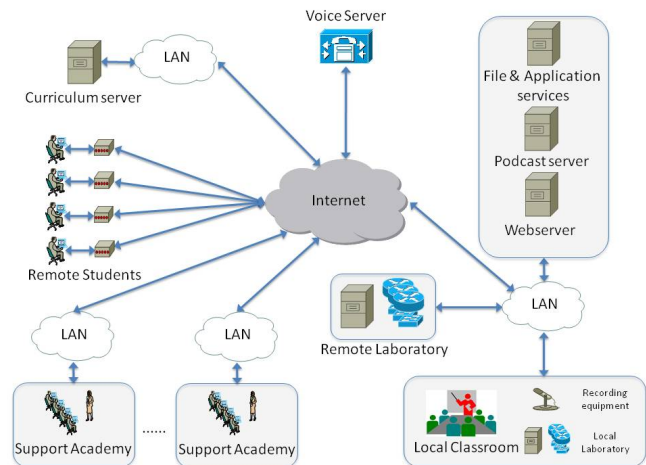 Voice Server
LAN
Curriculum server
File & Application
services
Podcast server
Webserver
Internet
Remote Students
LAN
LAN
LAN
Remote Laboratory
Support Academy
......
Support Academy
Recording
equipment
Local Classroom
Local
Laboratory